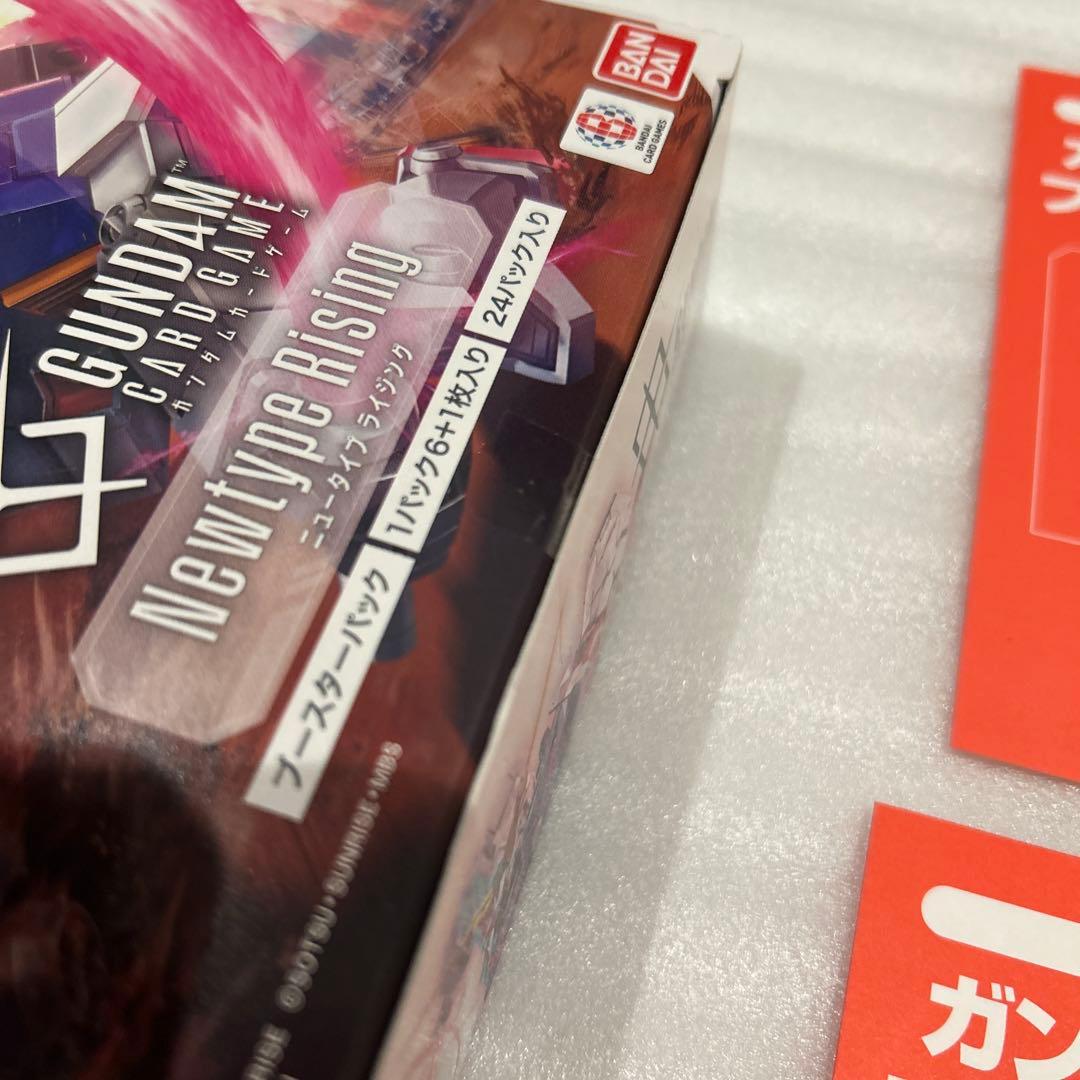 BAN
DAI
BANDAI
CARD GAMES
GUNDAM™
CARD GAME
ガンダムカードゲーム
Newtype Rising
ニュータイプ ライジング
ブースターパック
1パック6+1枚入り
24パック入り
©SOTSU・SUNRISE・MBS
ガン